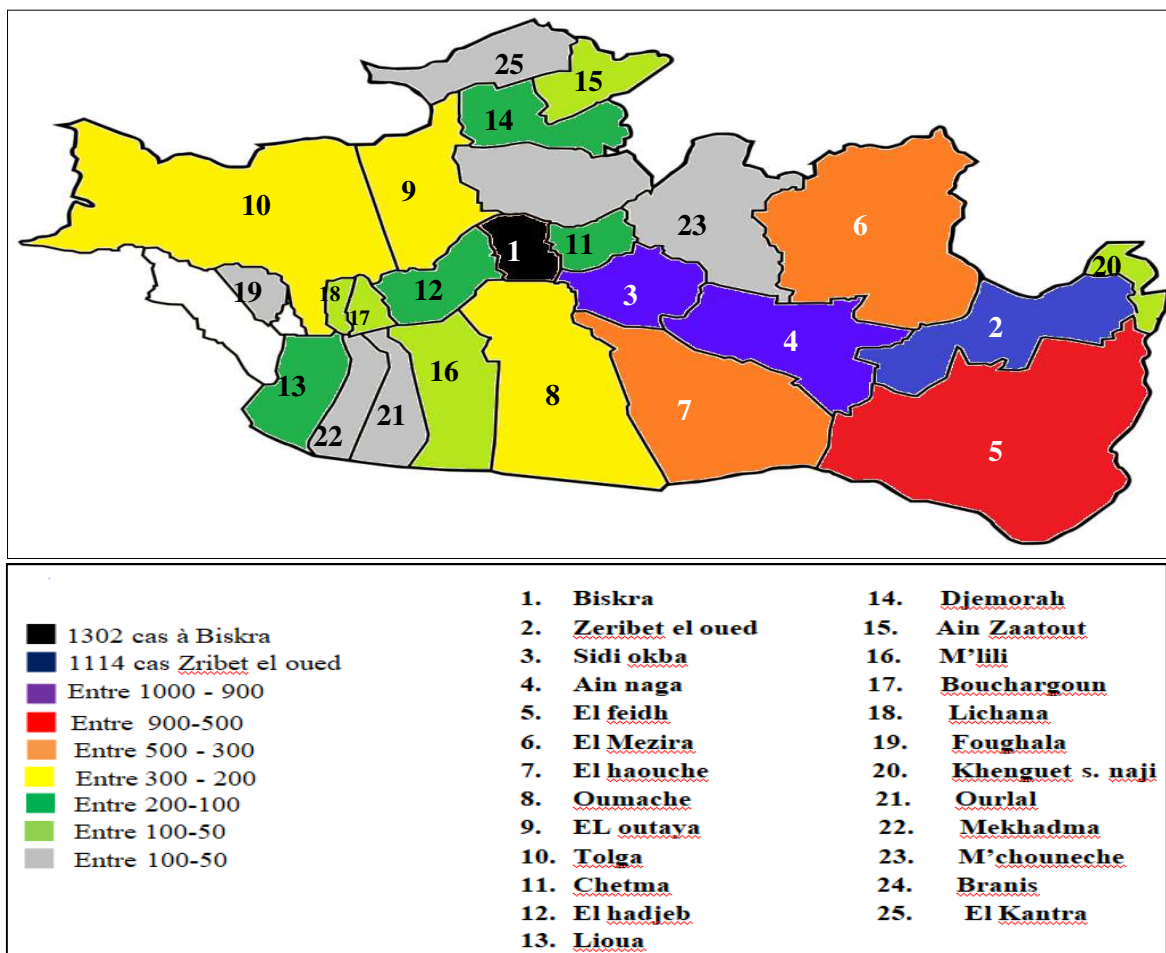 25
15
14
10
9
6
23
20
1
11
19
18
12
3
2
17
4
13
16
8
7
22
21
5
1302 cas à Biskra
1114 cas Zribet el oued
Entre 1000 - 900
Entre 900-500
Entre 500 - 300
Entre 300 - 200
Entre 200-100
Entre 100-50
Entre 100-50
1. Biskra
2. Zeribet el oued
3. Sidi okba
4. Ain naga
5. El feidh
6. El Mezira
7. El haouche
8. Oumache
9. EL outaya
10. Tolga
11. Chetma
12. El hadjeb
13. Lioua
14. Djemorah
15. Ain Zaatout
16. M'lili
17. Bouchargoun
18. Lichana
19. Foughala
20. Khenguet s. naji
21. Ourlal
22. Mekhadma
23. M'chouneche
24. Branis
25. El Kantra